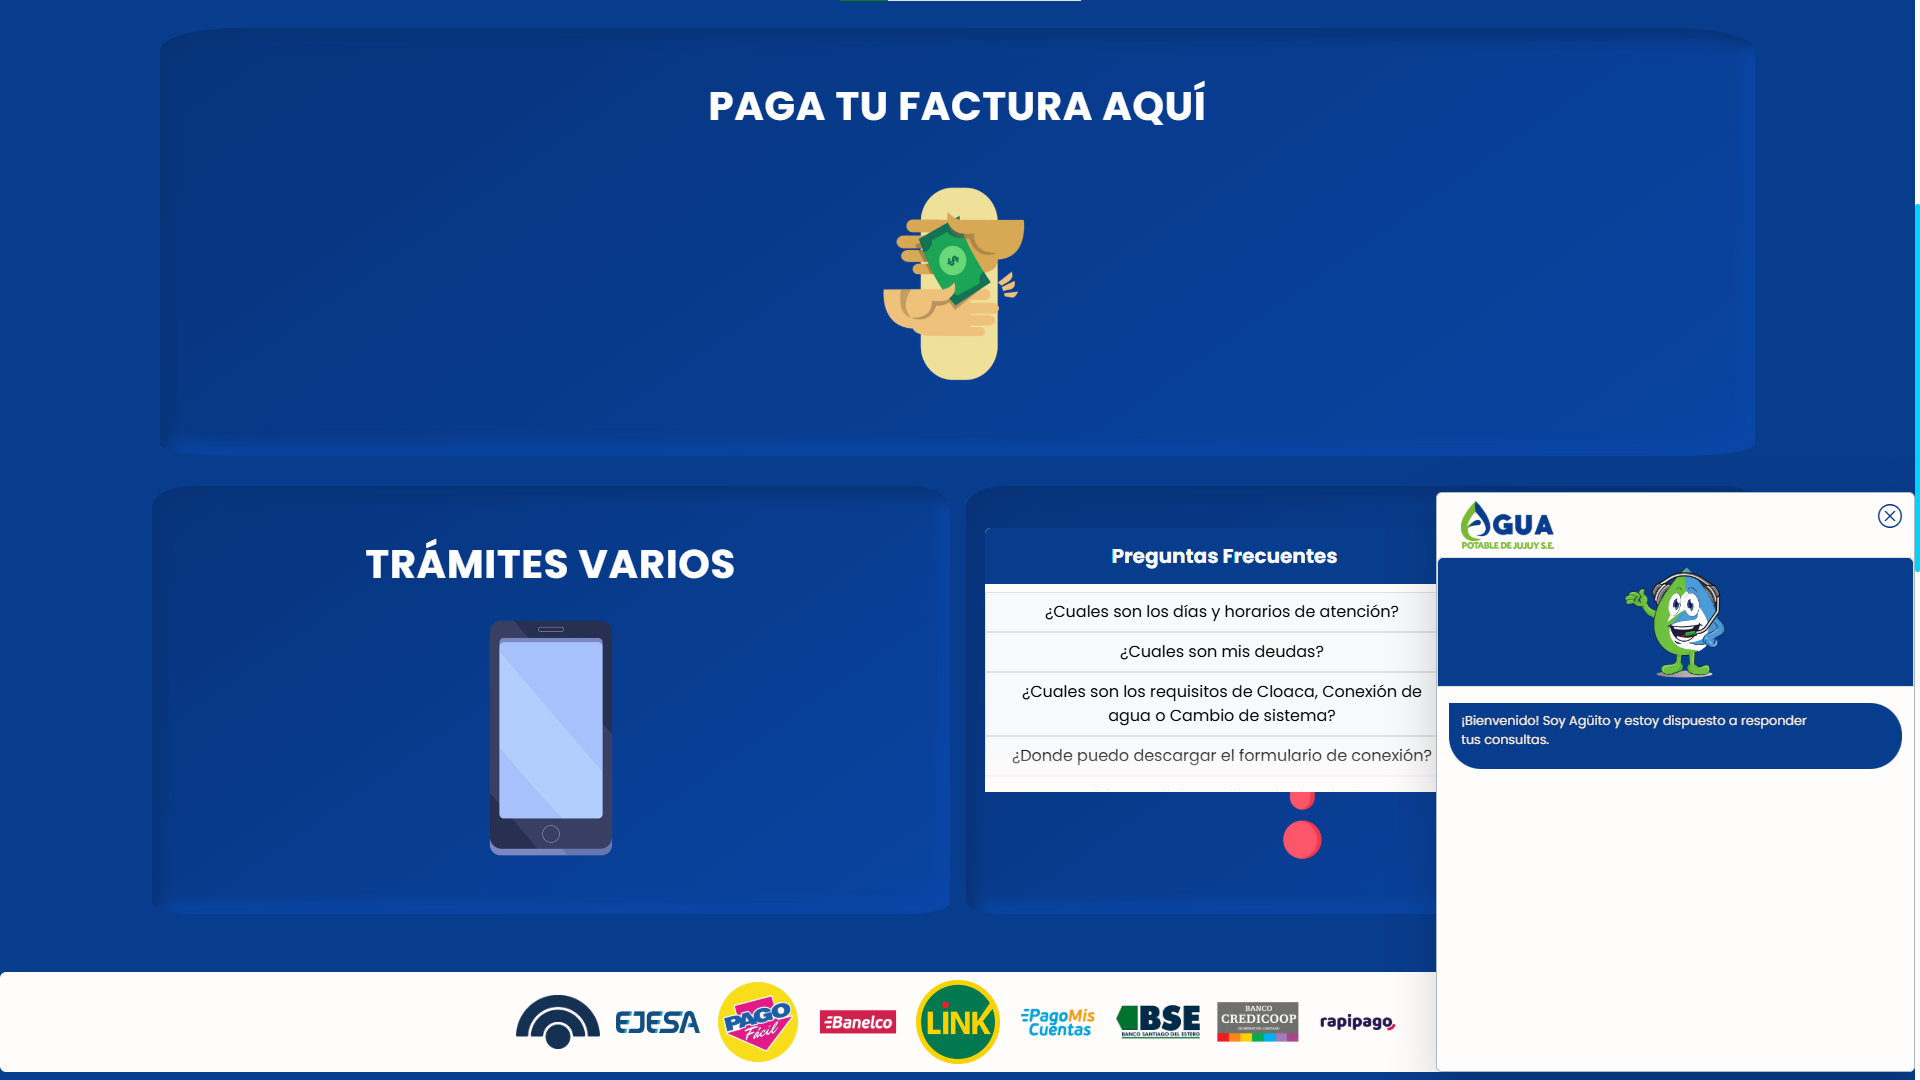 PAGA TU FACTURA AQUÍ
TRÁMITES VARIOS
Preguntas Frecuentes
¿Cuales son los días y horarios de atención?
¿Cuales son mis deudas?
¿Cuales son los requisitos de Cloaca, Conexión de
agua o Cambio de sistema?
¿Donde puedo descargar el formulario de conexión?
AGUA
POTABLE DE JUJUY S.E.
¡Bienvenido! Soy Agüito y estoy dispuesto a responder
tus consultas.
EJESA
PAGO
Fácil
Banelco
LINK
PagoMis
Cuentas
BSE
BANCO SANTIAGO DEL ESTERO
BANCO
CREDICOOP
rapipago